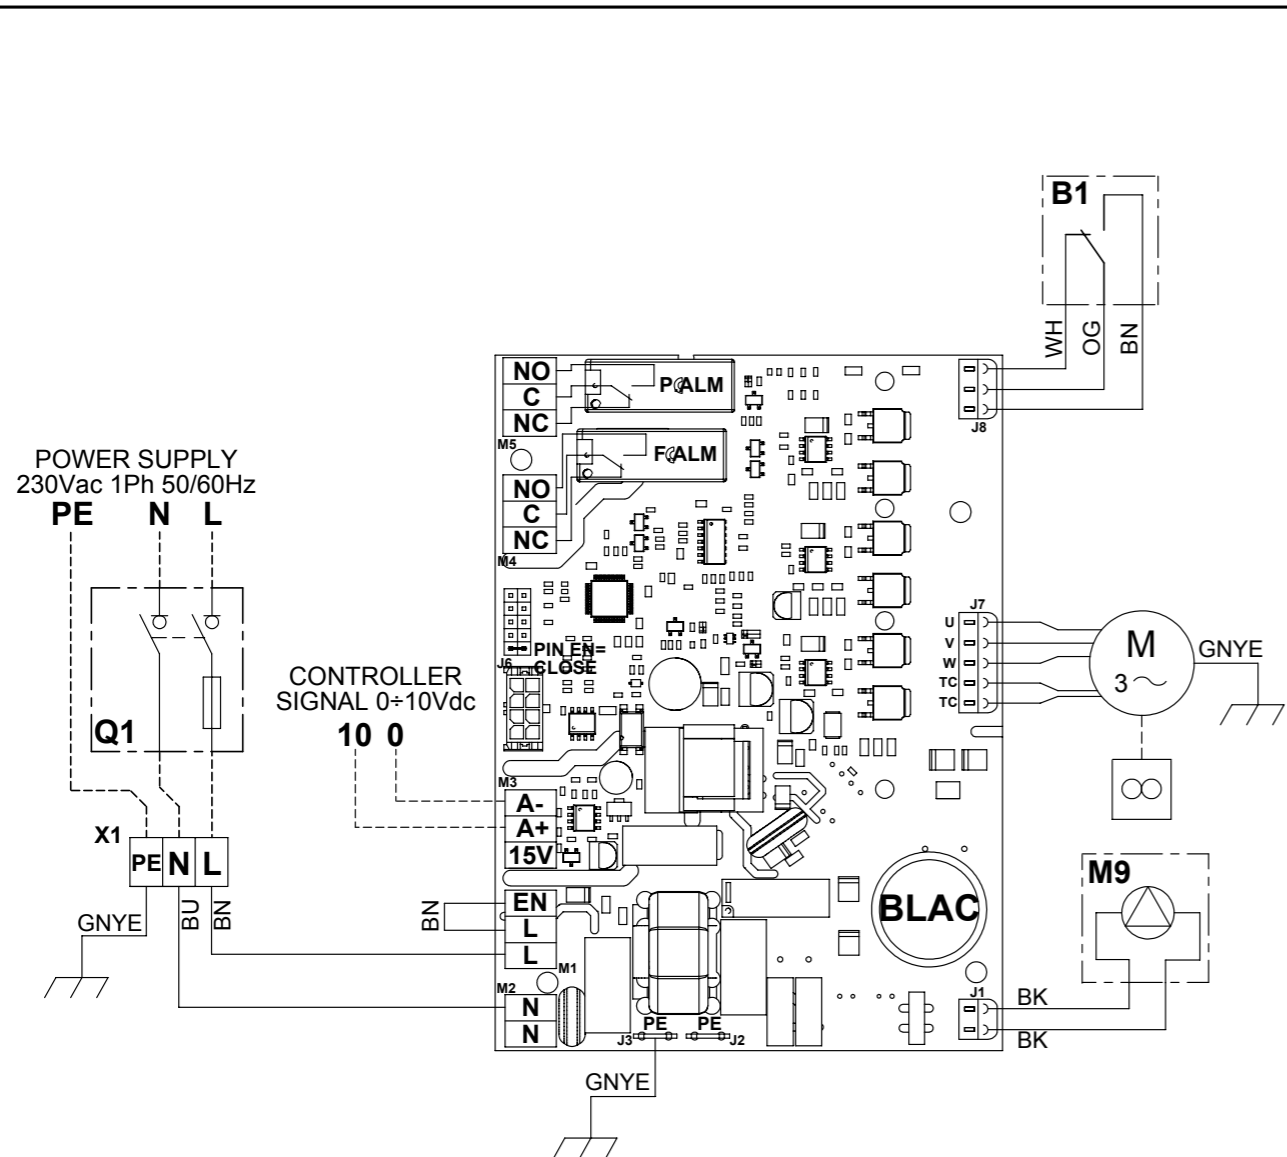 B1
WH
OG
BN
NO
C
NC
M5
P ALM
J8
POWER SUPPLY
230Vac 1Ph 50/60Hz
PE N L
NO
C
NC
M4
F ALM
Q1
CONTROLLER
SIGNAL 0÷10Vdc
10 0
PIN EN=
CLOSE
J6
J7
U
V
W
TC
TC
M
3
GNYE
M3
A-
A+
15V
X1
PE N L
GNYE
BU
BN
BN
EN
L
L
M1
M2
N
N
BLAC
M9
J1
BK
BK
PE PE
J3 J2
GNYE